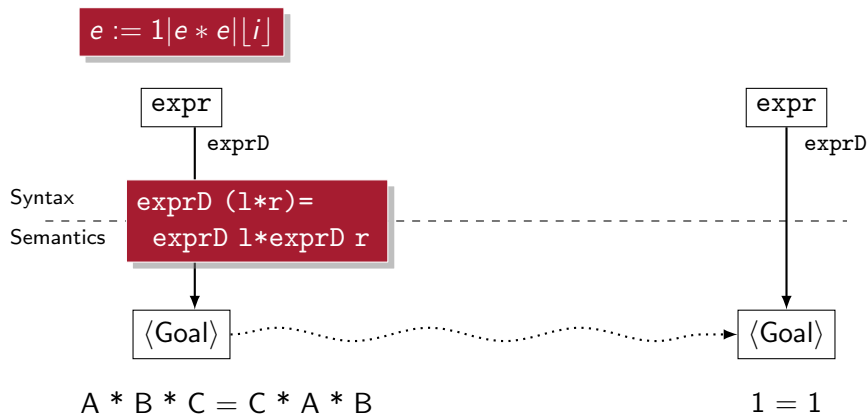 e := 1|e * e|⌊i⌋
expr
expr
exprD
exprD
Syntax
exprD (l*r)=
exprD l*exprD r
Semantics
⟨Goal⟩
⟨Goal⟩
A * B * C = C * A * B
1 = 1